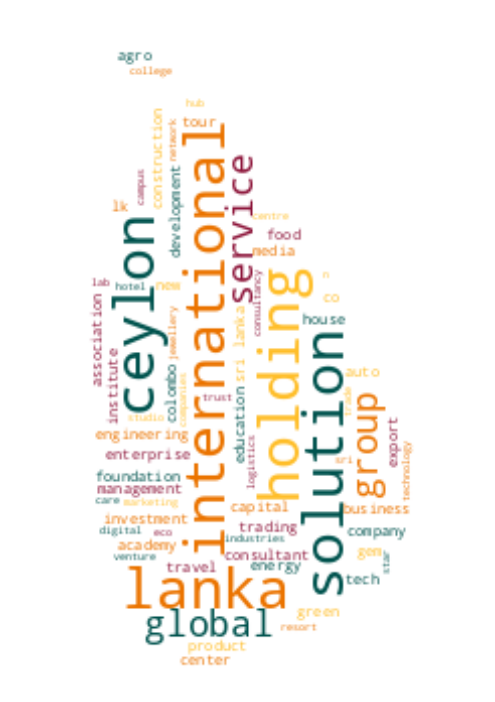 agro
college
hub
tour
construction
network
international
service
development
campus
lk
ceylon
centre
food
media
holding
consultancy
lab
hotel
new
n
co
association
house
jewellery
sri lanka
solution
institute
colombo
companies
trust
auto
trade
education
group
studio
engineering
export
enterprise
logistics
sri
technology
foundation
management
care
marketing
capital
business
investment
trading
digital
eco
industries
company
academy
consultant
gem
venture
travel
energy
star
tech
lanka
global
green
resort
product
center